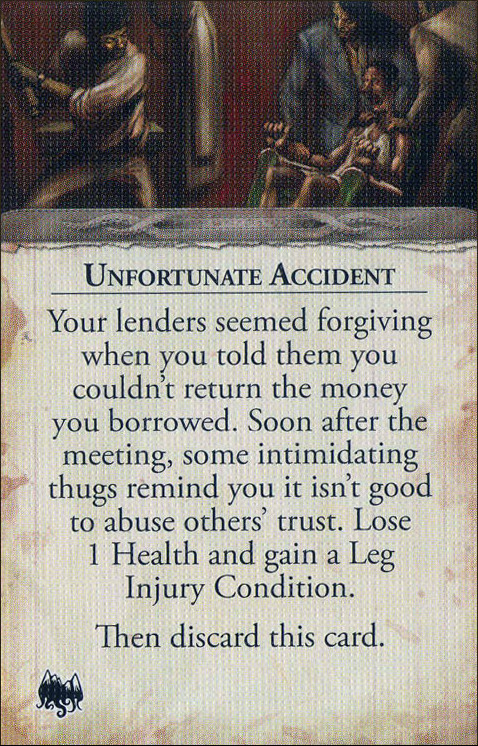 Unfortunate Accident
Your lenders seemed forgiving
when you told them you
couldn't return the money
you borrowed. Soon after the
meeting, some intimidating
thugs remind you it isn't good
to abuse others' trust. Lose
1 Health and gain a Leg
Injury Condition.
Then discard this card.